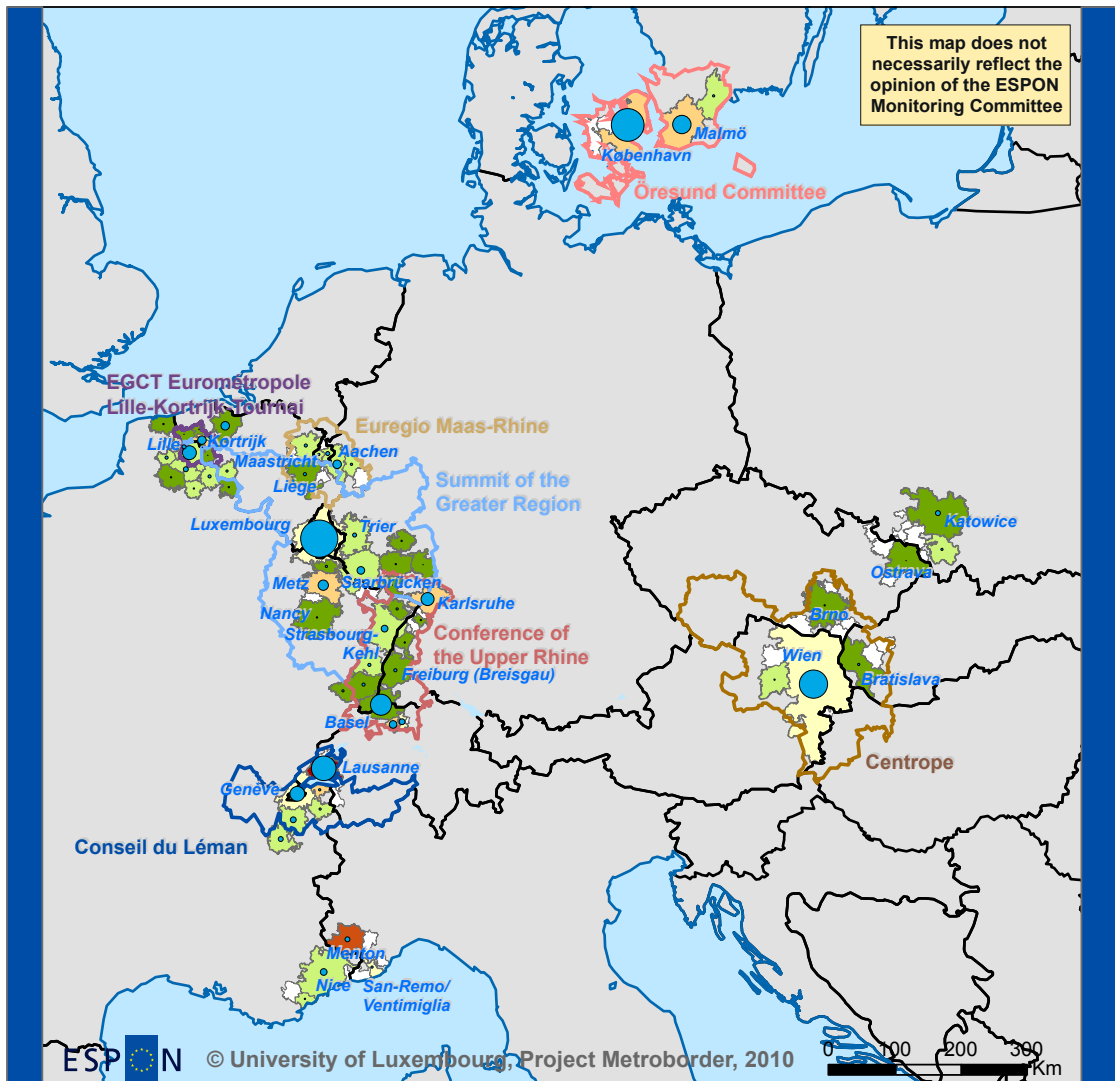 This map does not
necessarily reflect the
opinion of the ESPON
Monitoring Committee
Malmö
København
Öresund Committee
EGCT Eurométropole
Lille-Kortrijk-Tournai
Euregio Maas-Rhine
Lille
Kortrijk
Maastricht
Aachen
Liège
Summit of the
Greater Region
Luxembourg
Trier
Katowice
Ostrava
Metz
Saarbrücken
Karlsruhe
Nancy
Brno
Strasbourg-
Kehl
Conference of
the Upper Rhine
Wien
Freiburg (Breisgau)
Bratislava
Basel
Lausanne
Centrope
Genève
Conseil du Léman
Menton
Nice
San-Remo/
Ventimiglia
ESPON
© University of Luxembourg, Project Metroborder, 2010
0 100 200 300
Km